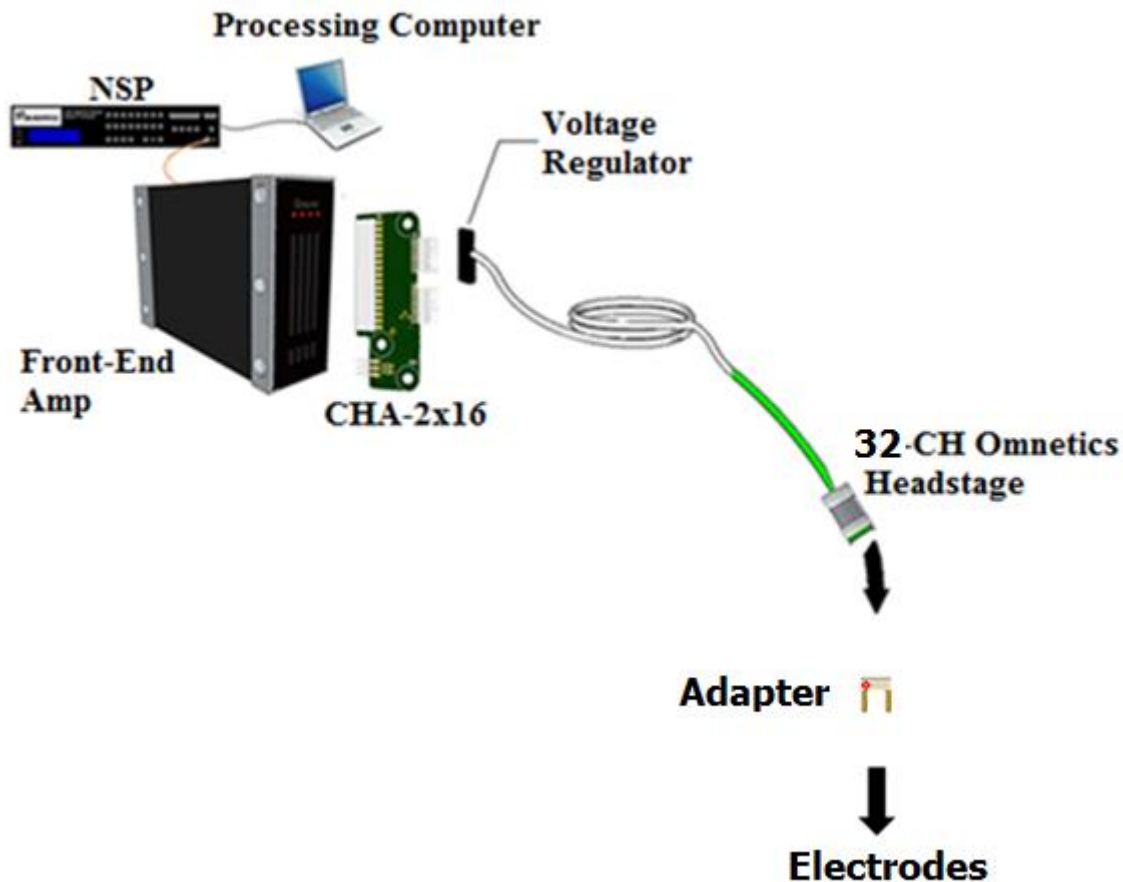 Processing Computer
NSP
Voltage
Regulator
Front-End
Amp
CHA-2x16
32-CH Omnetics
Headstage
Adapter
Electrodes